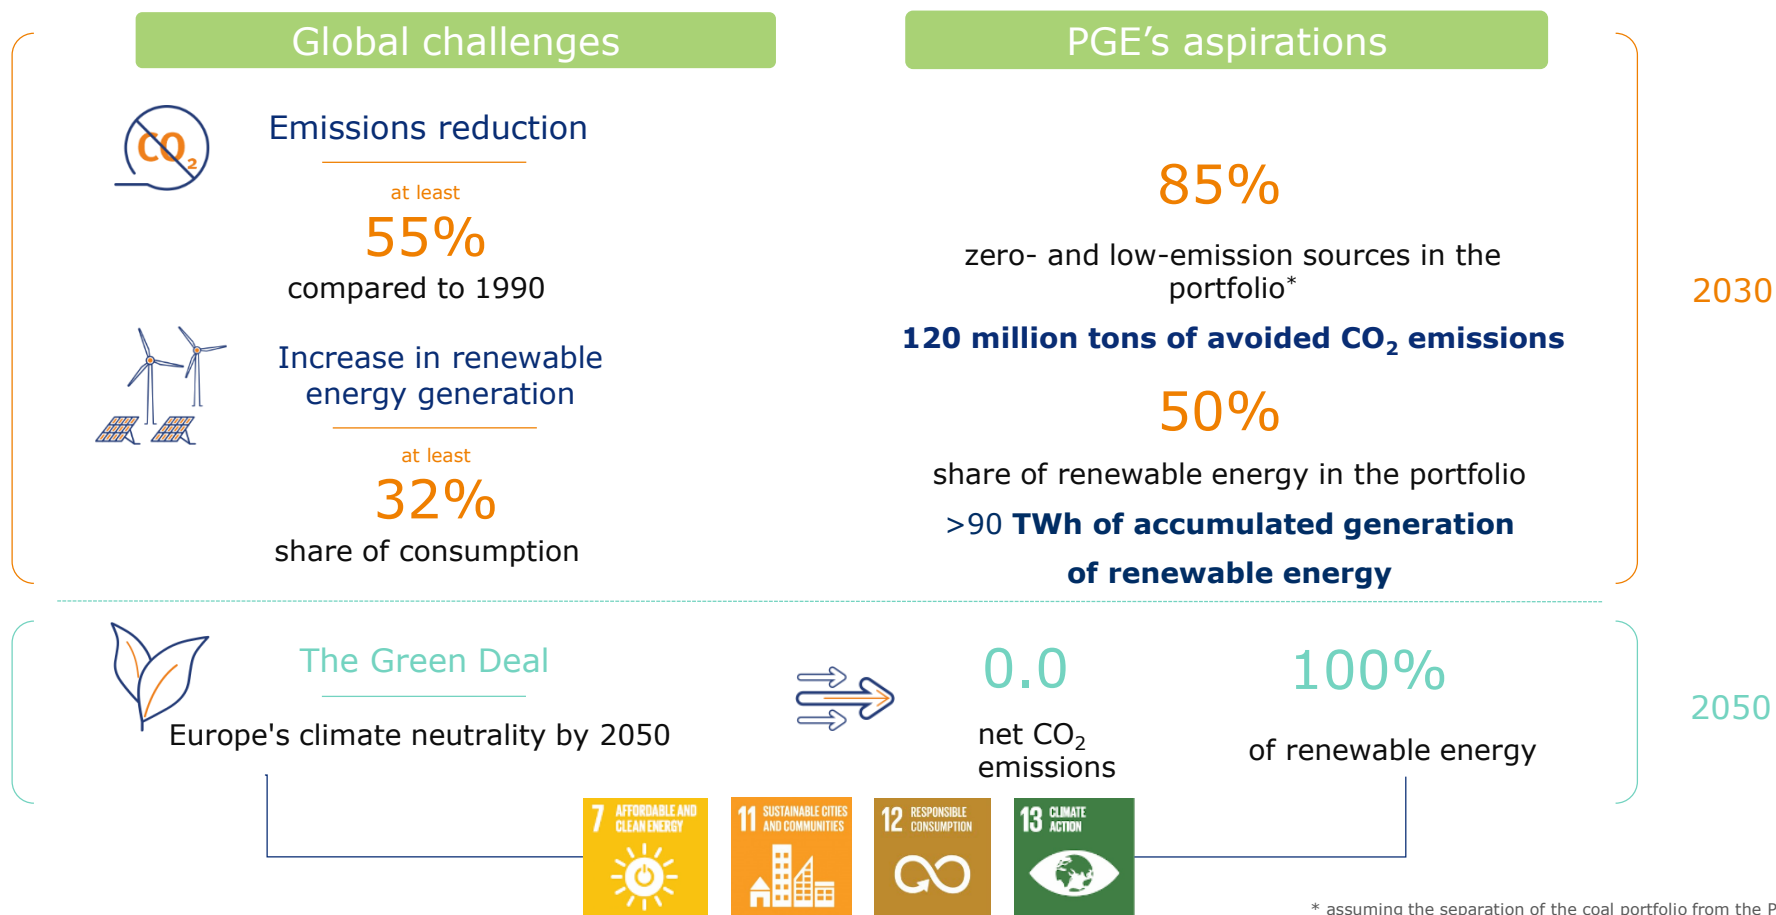 Global challenges
PGE’s aspirations
CO2
Emissions reduction
at least
55%
compared to 1990
Increase in renewable
energy generation
at least
32%
share of consumption
85%
zero- and low-emission sources in the
portfolio*
120 million tons of avoided CO2 emissions
50%
share of renewable energy in the portfolio
>90 TWh of accumulated generation
of renewable energy
2030
The Green Deal
Europe's climate neutrality by 2050
0.0
net CO2
emissions
100%
of renewable energy
2050
7 AFFORDABLE AND
CLEAN ENERGY
11 SUSTAINABLE CITIES
AND COMMUNITIES
12 RESPONSIBLE
CONSUMPTION
13 CLIMATE
ACTION
* assuming the separation of the coal portfolio from the P